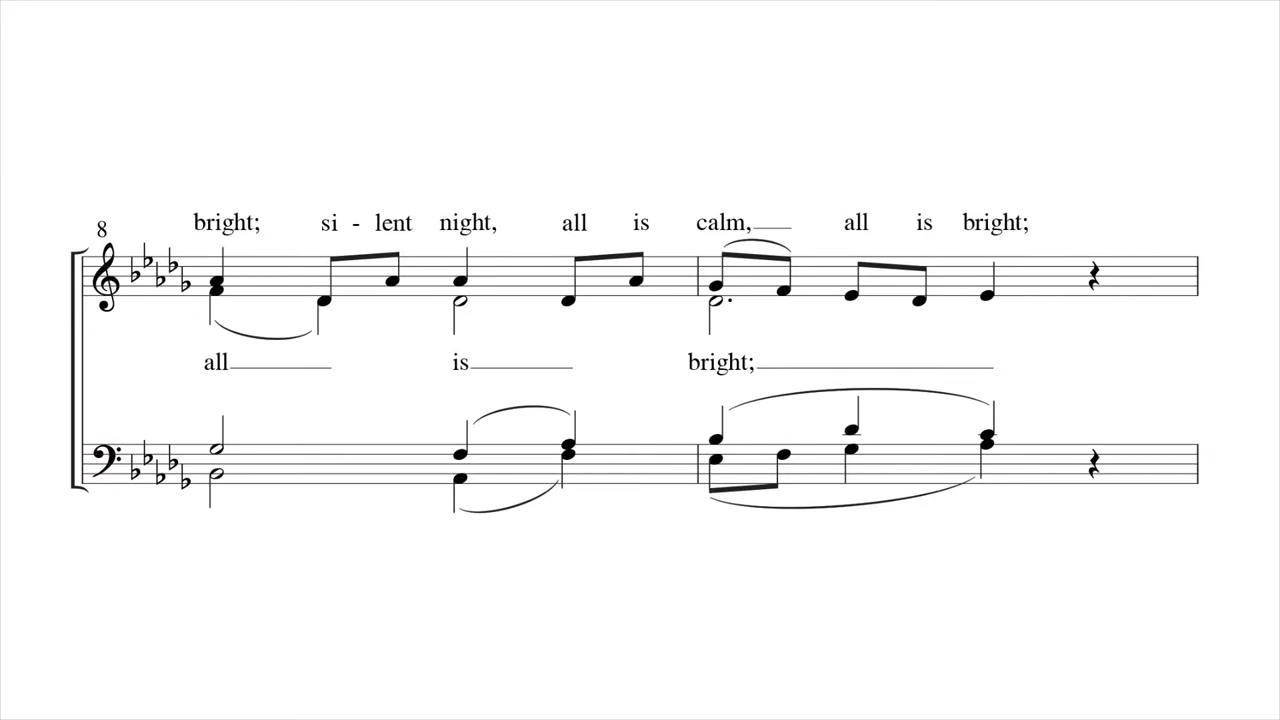 bright; si - lent night, all is calm, all is bright;
8
all is bright;